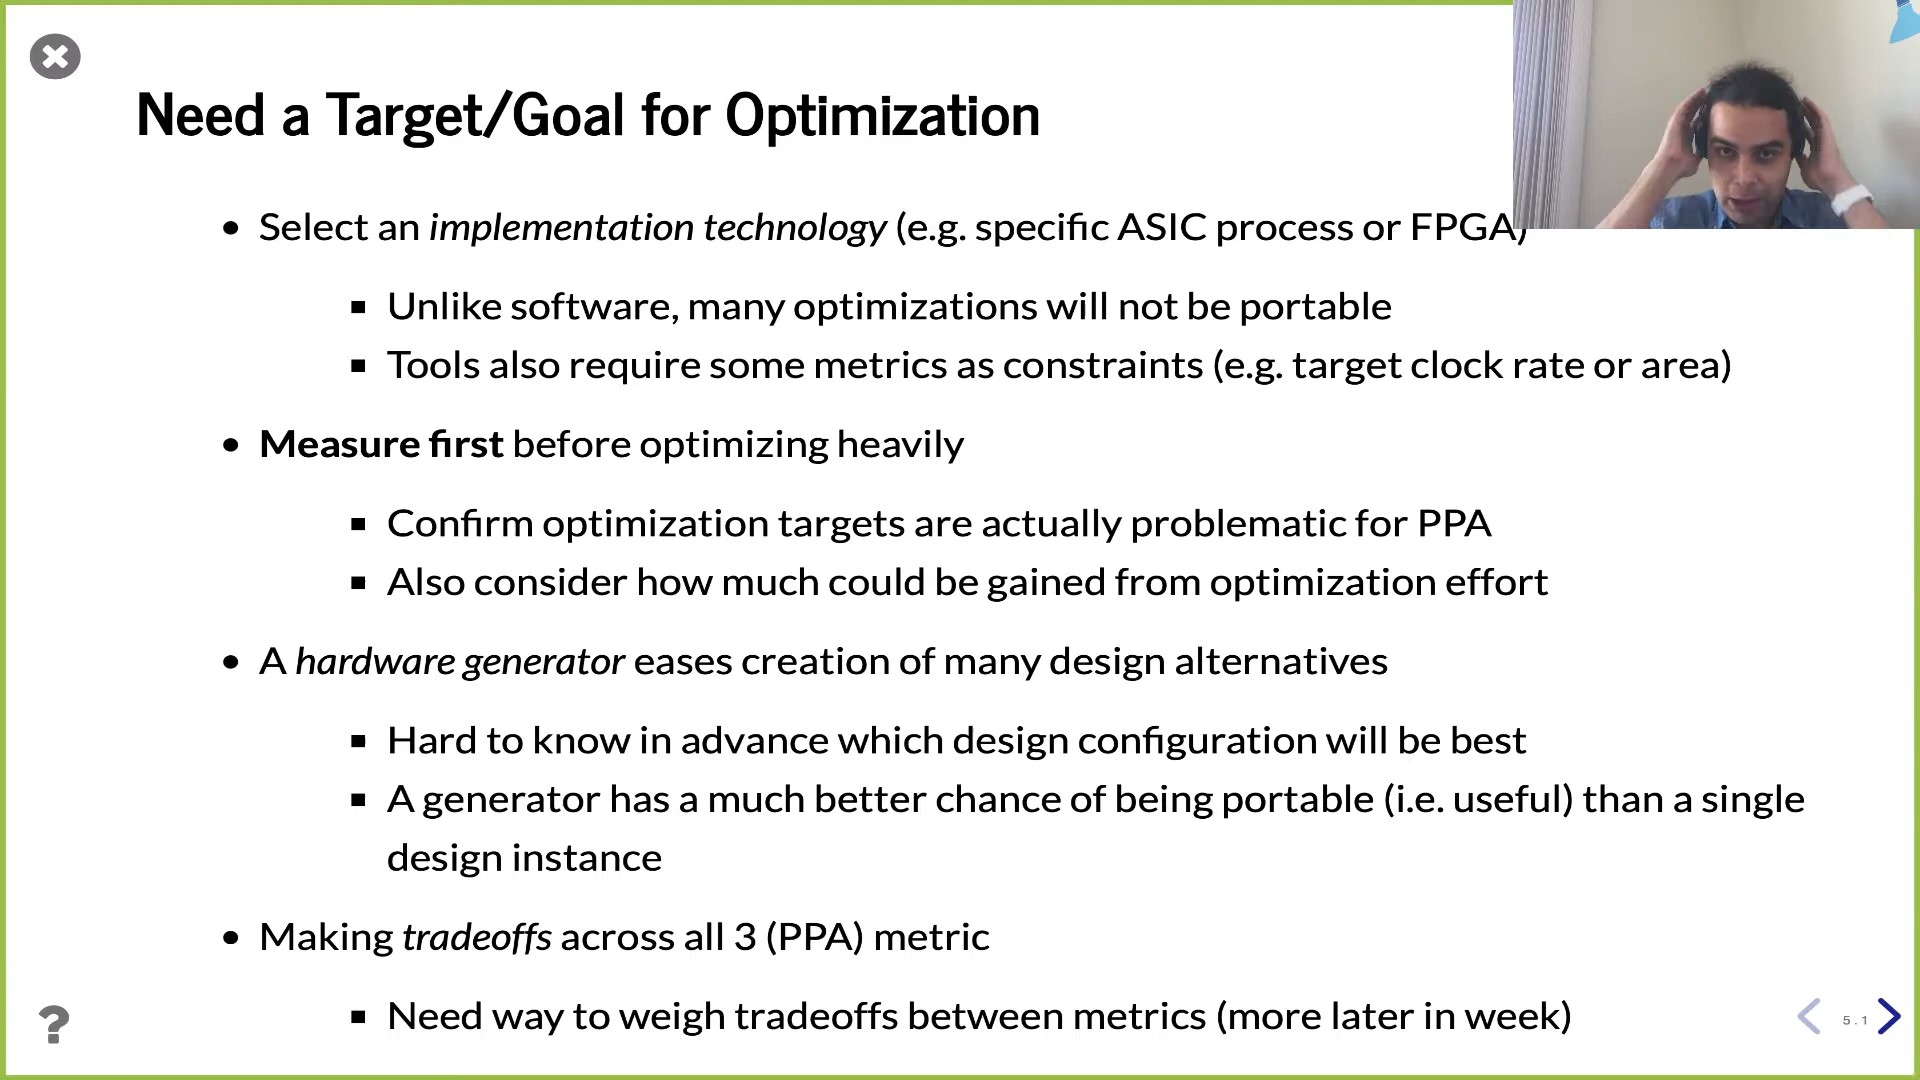 Need a Target/Goal for Optimization
• Select an implementation technology (e.g. specific ASIC process or FPGA)
▪ Unlike software, many optimizations will not be portable
▪ Tools also require some metrics as constraints (e.g. target clock rate or area)
• Measure first before optimizing heavily
▪ Confirm optimization targets are actually problematic for PPA
▪ Also consider how much could be gained from optimization effort
• A hardware generator eases creation of many design alternatives
▪ Hard to know in advance which design configuration will be best
▪ A generator has a much better chance of being portable (i.e. useful) than a single
design instance
• Making tradeoffs across all 3 (PPA) metric
▪ Need way to weigh tradeoffs between metrics (more later in week)
?
5.1